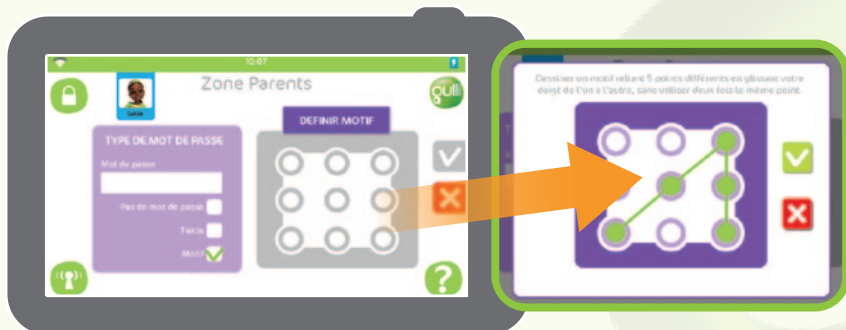 10:07
Zone Parents
gulli
DEFINIR MOTIF
TYPE DE MOT DE PASSE
Mot de passe
Pas de mot de passe
Texte
Motif
?
Dessiner un motif reliant 5 points différents en glissant votre
doigt de l'un à l'autre, sans utiliser deux fois le même point.